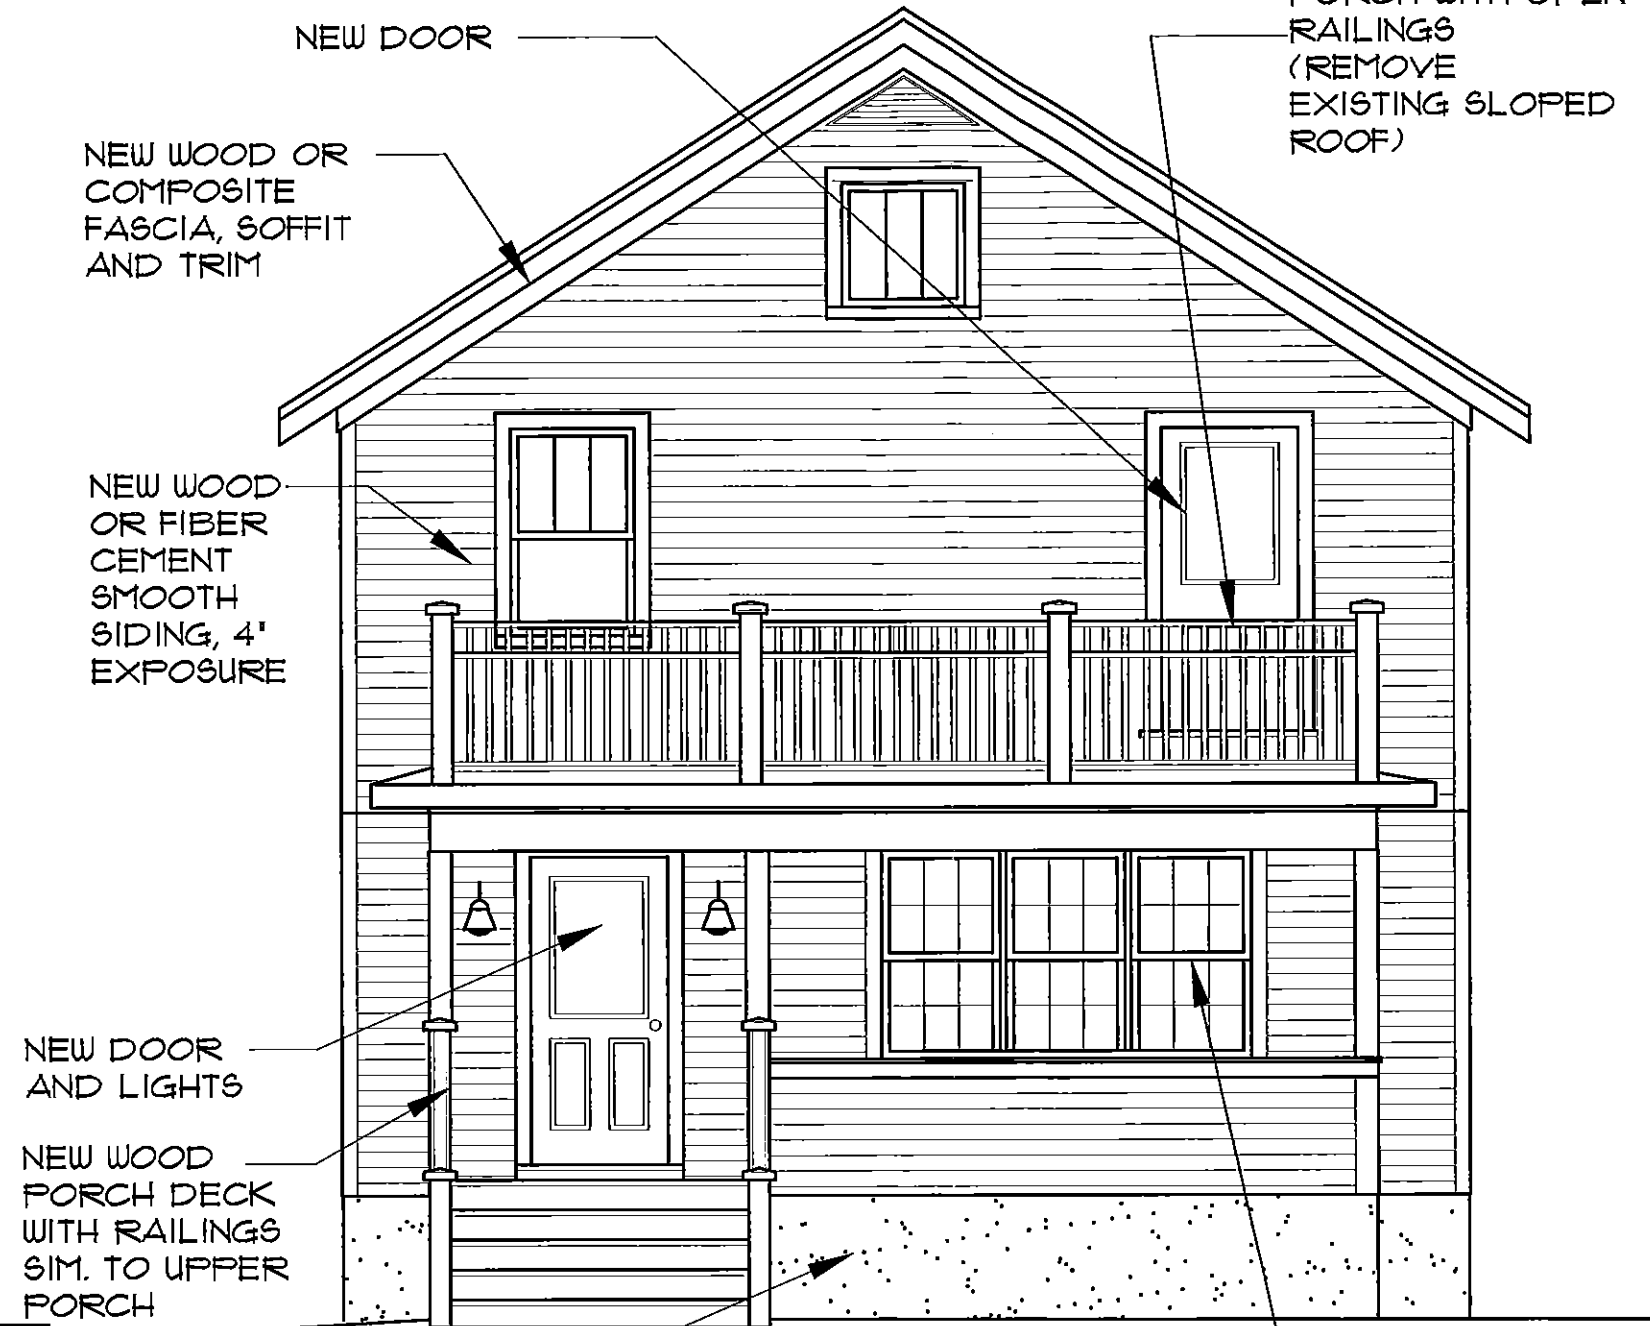 NEW DOOR
RAILINGS
(REMOVE
EXISTING SLOPED
ROOF)
NEW WOOD OR
COMPOSITE
FASCIA, SOFFIT
AND TRIM
NEW WOOD
OR FIBER
CEMENT
SMOOTH
SIDING, 4"
EXPOSURE
NEW DOOR
AND LIGHTS
NEW WOOD
PORCH DECK
WITH RAILINGS
SIM. TO UPPER
PORCH